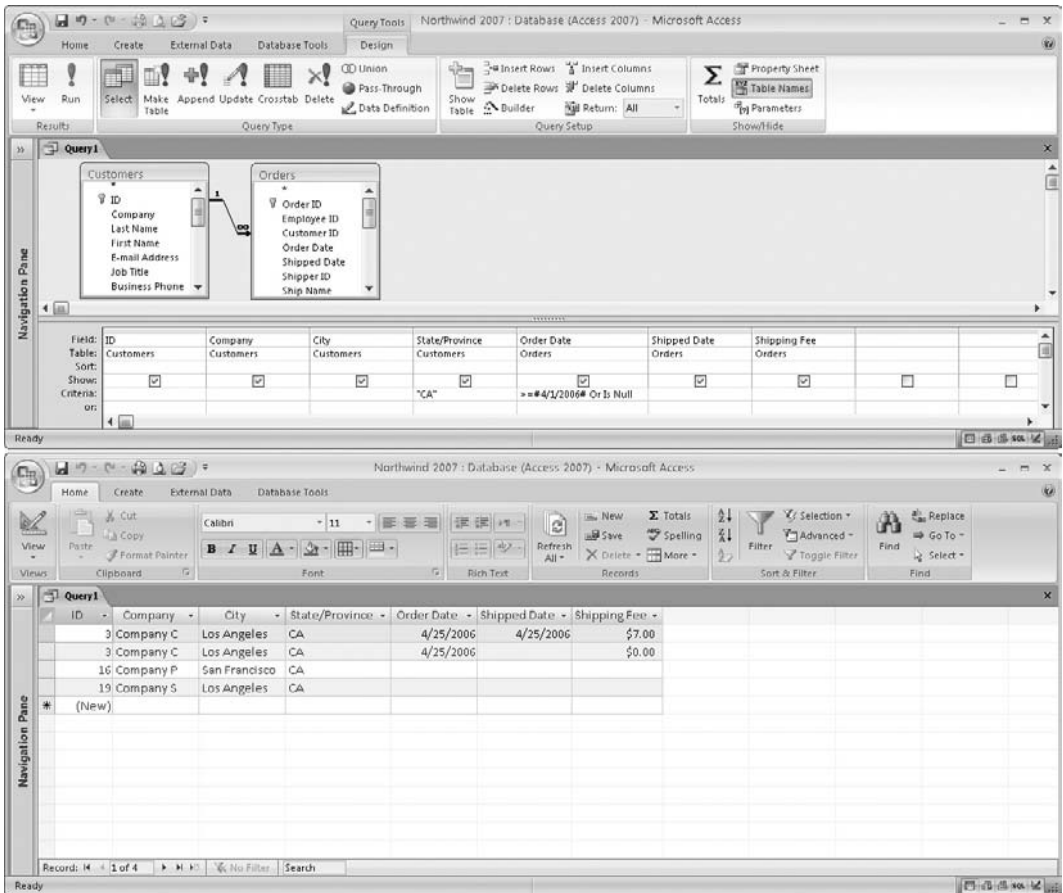 Query Tools Northwind 2007 : Database (Access 2007) - Microsoft Access
Home Create External Data Database Tools Design
View
Run
Select
Make Table
Append
Update
Crosstab
Delete
Union
Pass-Through
Data Definition
Show Table
Insert Rows
Delete Rows
Builder
Insert Columns
Delete Columns
Return: All
Totals
Property Sheet
Table Names
Parameters
Results Query Type Query Setup Show/Hide
Query1
Navigation Pane
Customers
*
ID
Company
Last Name
First Name
E-mail Address
Job Title
Business Phone
1
∞
Orders
*
Order ID
Employee ID
Customer ID
Order Date
Shipped Date
Shipper ID
Ship Name
Field: ID Company City State/Province Order Date Shipped Date Shipping Fee
Table: Customers Customers Customers Customers Orders Orders Orders
Sort:
Show:
Criteria: "CA" >=#4/1/2006# Or Is Null
or:
Ready SQL
Northwind 2007 : Database (Access 2007) - Microsoft Access
Home Create External Data Database Tools
View
Paste
Cut
Copy
Format Painter
Calibri 11
B I U A
Refresh All
New
Save
Delete
Totals
Spelling
More
Filter
Selection
Advanced
Toggle Filter
Find
Replace
Go To
Select
Views Clipboard Font Rich Text Records Sort & Filter Find
Query1
Navigation Pane
ID Company City State/Province Order Date Shipped Date Shipping Fee
3 Company C Los Angeles CA 4/25/2006 4/25/2006 $7.00
3 Company C Los Angeles CA 4/25/2006 $0.00
16 Company P San Francisco CA
19 Company S Los Angeles CA
* (New)
Record: 1 of 4 No Filter Search
Ready SQL